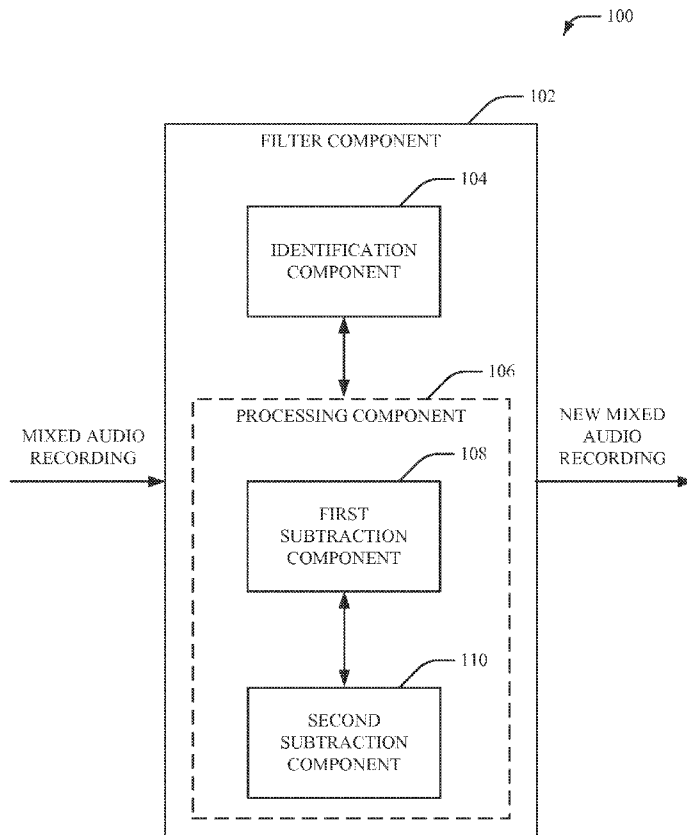 100
102
FILTER COMPONENT
104
IDENTIFICATION
COMPONENT
106
PROCESSING COMPONENT
MIXED AUDIO
RECORDING
NEW MIXED
AUDIO
RECORDING
108
FIRST
SUBTRACTION
COMPONENT
110
SECOND
SUBTRACTION
COMPONENT